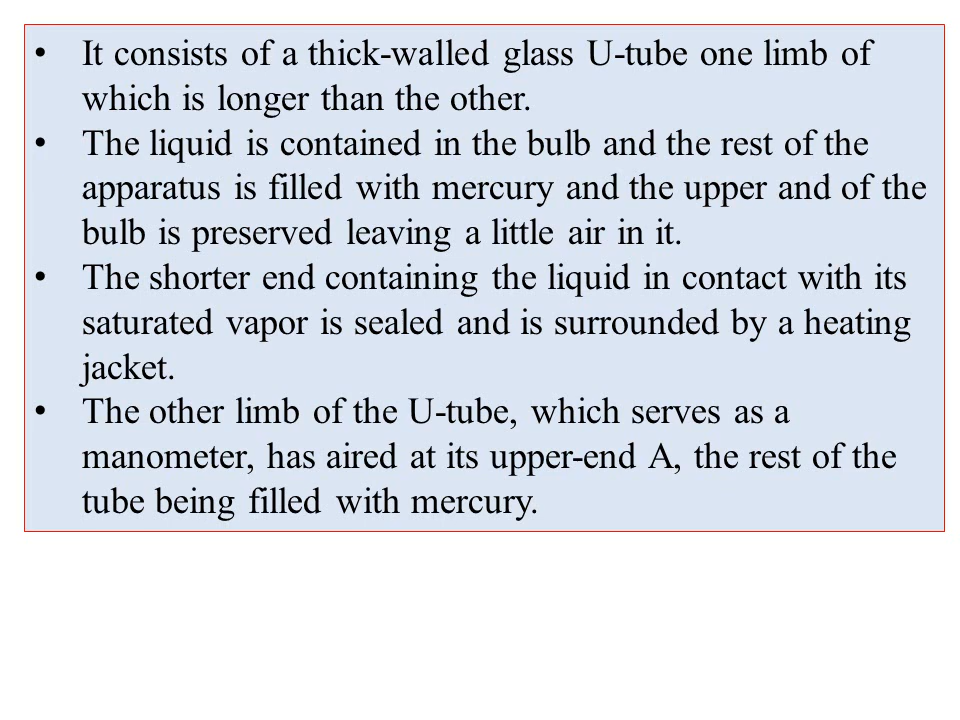 • It consists of a thick-walled glass U-tube one limb of
which is longer than the other.
• The liquid is contained in the bulb and the rest of the
apparatus is filled with mercury and the upper and of the
bulb is preserved leaving a little air in it.
• The shorter end containing the liquid in contact with its
saturated vapor is sealed and is surrounded by a heating
jacket.
• The other limb of the U-tube, which serves as a
manometer, has aired at its upper-end A, the rest of the
tube being filled with mercury.